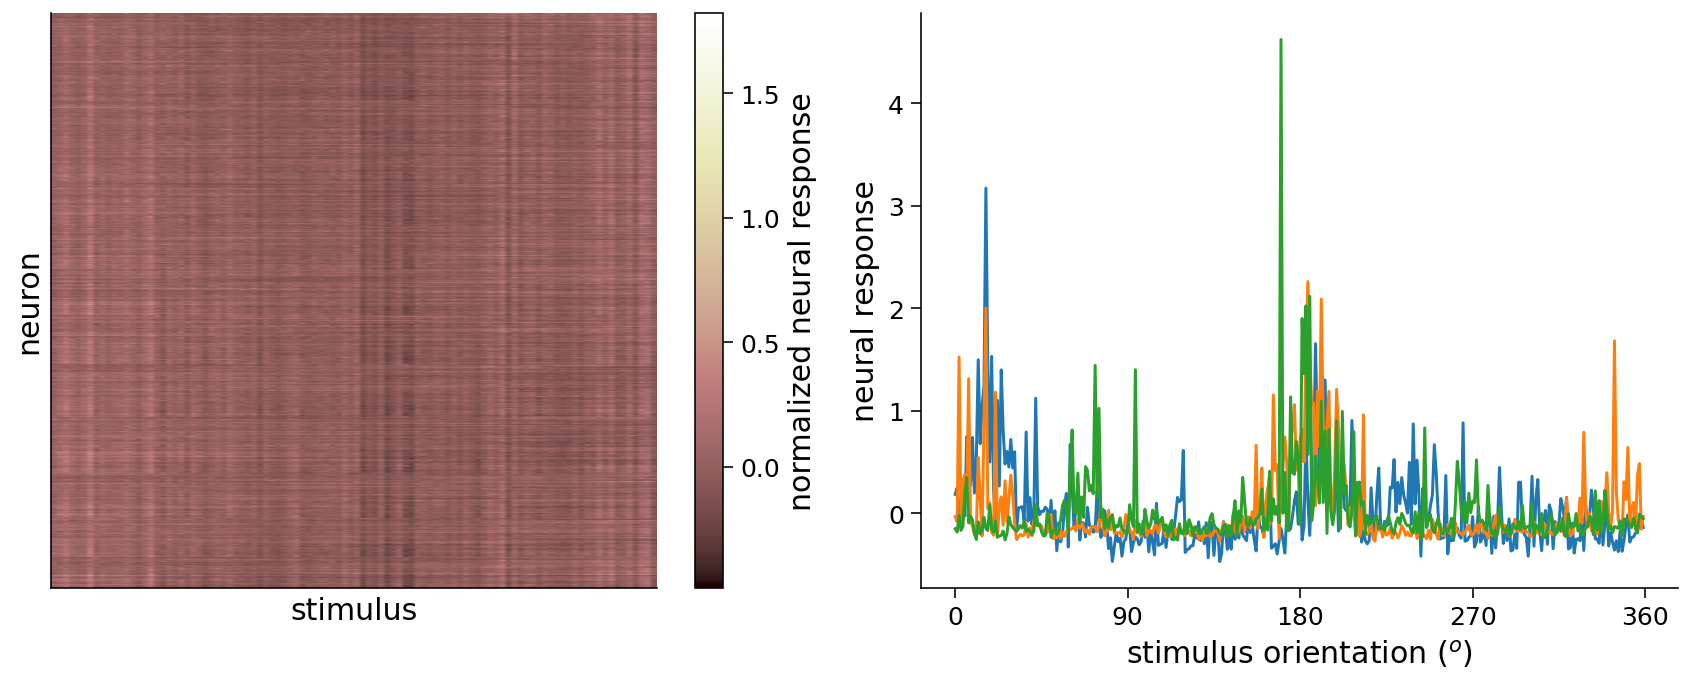 neuron
stimulus
1.5
1.0
0.5
0.0
normalized neural response
4
3
2
1
0
neural response
0 90 180 270 360
stimulus orientation (°)